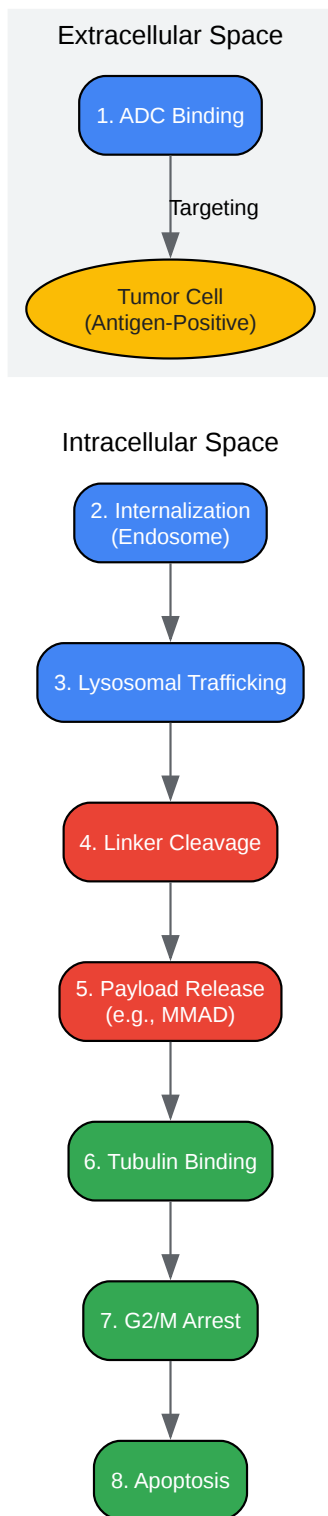 Extracellular Space
1. ADC Binding
Targeting
Tumor Cell
(Antigen-Positive)
Intracellular Space
2. Internalization
(Endosome)
3. Lysosomal Trafficking
4. Linker Cleavage
5. Payload Release
(e.g., MMAD)
6. Tubulin Binding
7. G2/M Arrest
8. Apoptosis